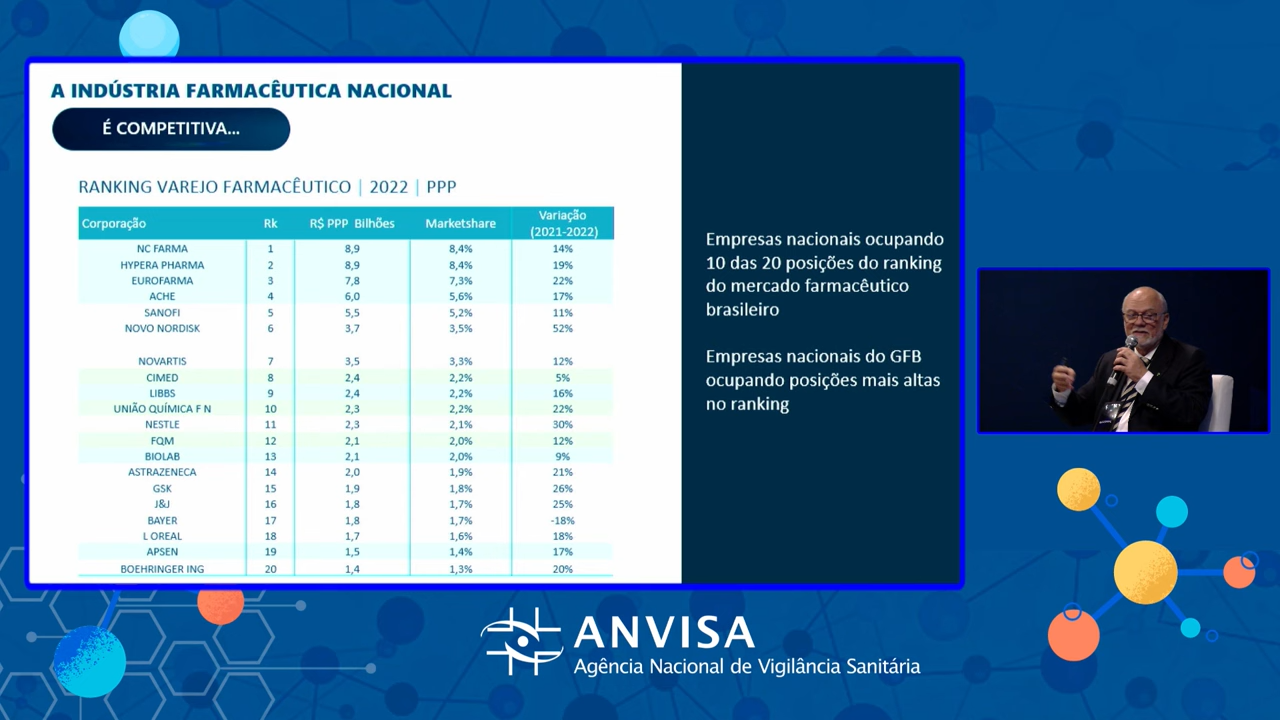 A INDÚSTRIA FARMACÊUTICA NACIONAL
É COMPETITIVA...
RANKING VAREJO FARMACÊUTICO | 2022 | PPP
Corporação Rk R$ PPP Bilhões Marketshare Variação (2021-2022)
NC FARMA 1 8,9 8,4% 14%
HYPERA PHARMA 2 8,9 8,4% 19%
EUROFARMA 3 7,8 7,3% 22%
ACHE 4 6,0 5,6% 17%
SANOFI 5 5,5 5,2% 11%
NOVO NORDISK 6 3,7 3,5% 52%
NOVARTIS 7 3,5 3,3% 12%
CIMED 8 2,4 2,2% 5%
LIBBS 9 2,4 2,2% 16%
UNIÃO QUÍMICA F N 10 2,3 2,2% 22%
NESTLE 11 2,3 2,1% 30%
FQM 12 2,1 2,0% 12%
BIOLAB 13 2,1 2,0% 9%
ASTRAZENECA 14 2,0 1,9% 21%
GSK 15 1,9 1,8% 26%
J&J 16 1,8 1,7% 25%
BAYER 17 1,8 1,7% -18%
L OREAL 18 1,7 1,6% 18%
APSEN 19 1,5 1,4% 17%
BOEHRINGER ING 20 1,4 1,3% 20%
Empresas nacionais ocupando
10 das 20 posições do ranking
do mercado farmacêutico
brasileiro
Empresas nacionais do GFB
ocupando posições mais altas
no ranking
ANVISA
Agência Nacional de Vigilância Sanitária